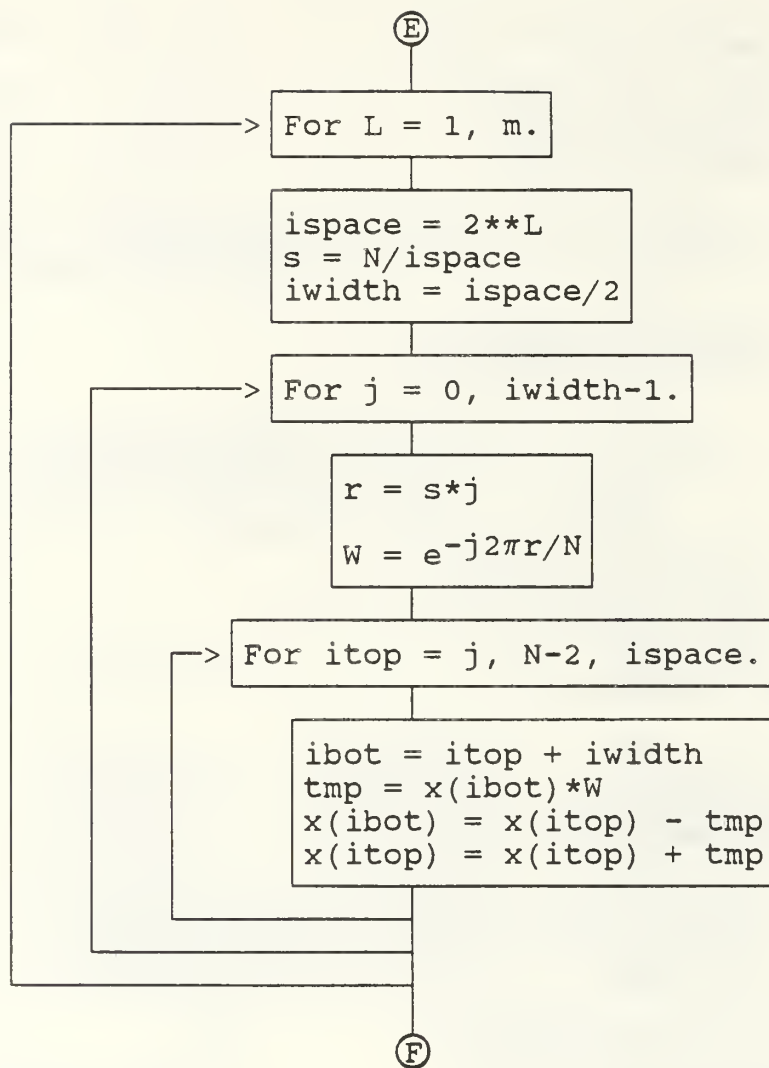 E
> For L = 1, m.
ispace = 2**L
s = N/ispace
iwidth = ispace/2
> For j = 0, iwidth-1.
r = s*j
W = e^-j2πr/N
> For itop = j, N-2, ispace.
ibot = itop + iwidth
tmp = x(ibot)*W
x(ibot) = x(itop) - tmp
x(itop) = x(itop) + tmp
F